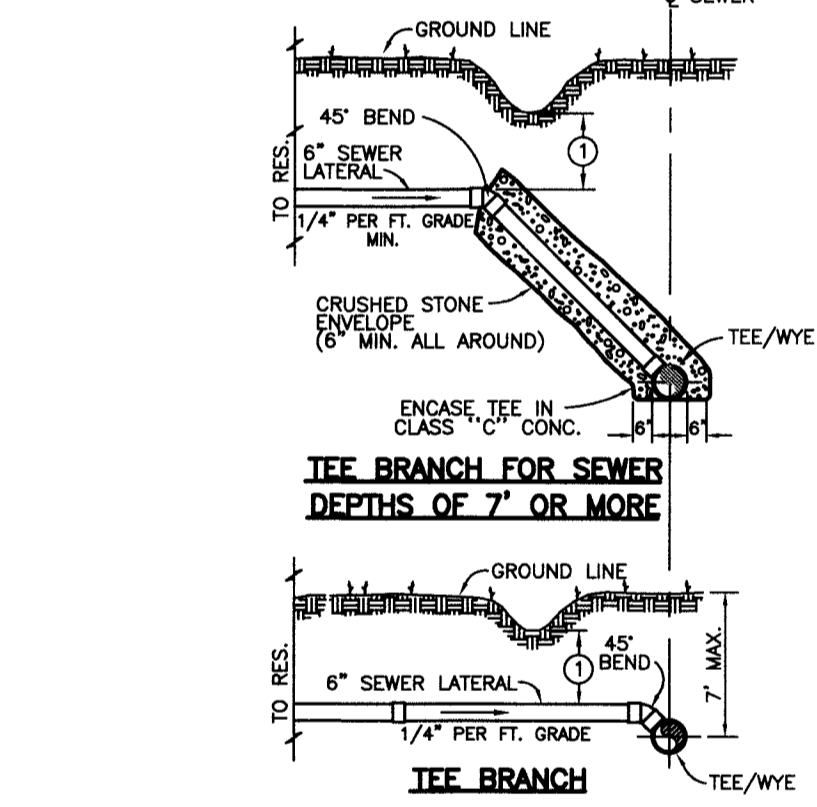 ℄ SEWER
GROUND LINE
45° BEND
1
TO RES.
6" SEWER
LATERAL
1/4" PER FT. GRADE
MIN.
CRUSHED STONE
ENVELOPE
(6" MIN. ALL AROUND)
TEE/WYE
ENCASE TEE IN
CLASS "C" CONC.
6" 6"
TEE BRANCH FOR SEWER
DEPTHS OF 7' OR MORE
GROUND LINE
TO RES.
1
45°
BEND
7' MAX.
6" SEWER LATERAL
1/4" PER FT. GRADE
TEE BRANCH
TEE/WYE